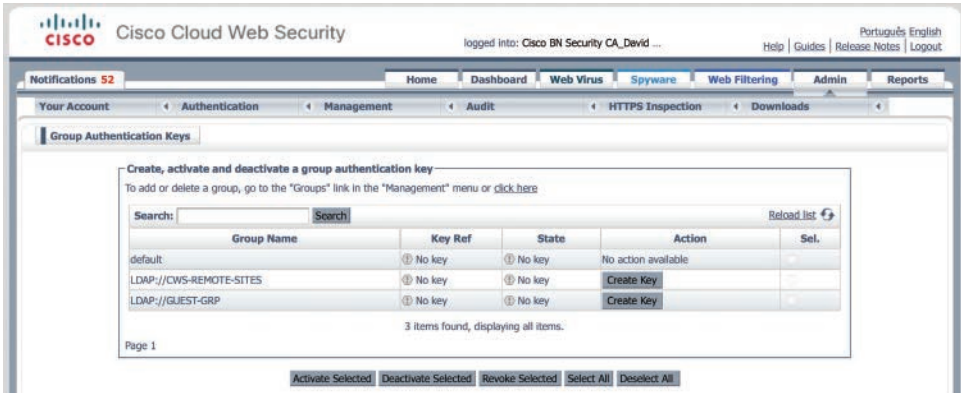 Português English
CISCO Cisco Cloud Web Security
logged into: Cisco BN Security CA_David ...
Help | Guides | Release Notes | Logout
Notifications 52
Home Dashboard Web Virus Spyware Web Filtering Admin Reports
Your Account Authentication Management Audit HTTPS Inspection Downloads
Group Authentication Keys
Create, activate and deactivate a group authentication key
To add or delete a group, go to the "Groups" link in the "Management" menu or click here
Search: Search Reload list
Group Name Key Ref State Action Sel.
default No key No key No action available
LDAP://CWS-REMOTE-SITES No key No key Create Key
LDAP://GUEST-GRP No key No key Create Key
3 items found, displaying all items.
Page 1
Activate Selected Deactivate Selected Revoke Selected Select All Deselect All